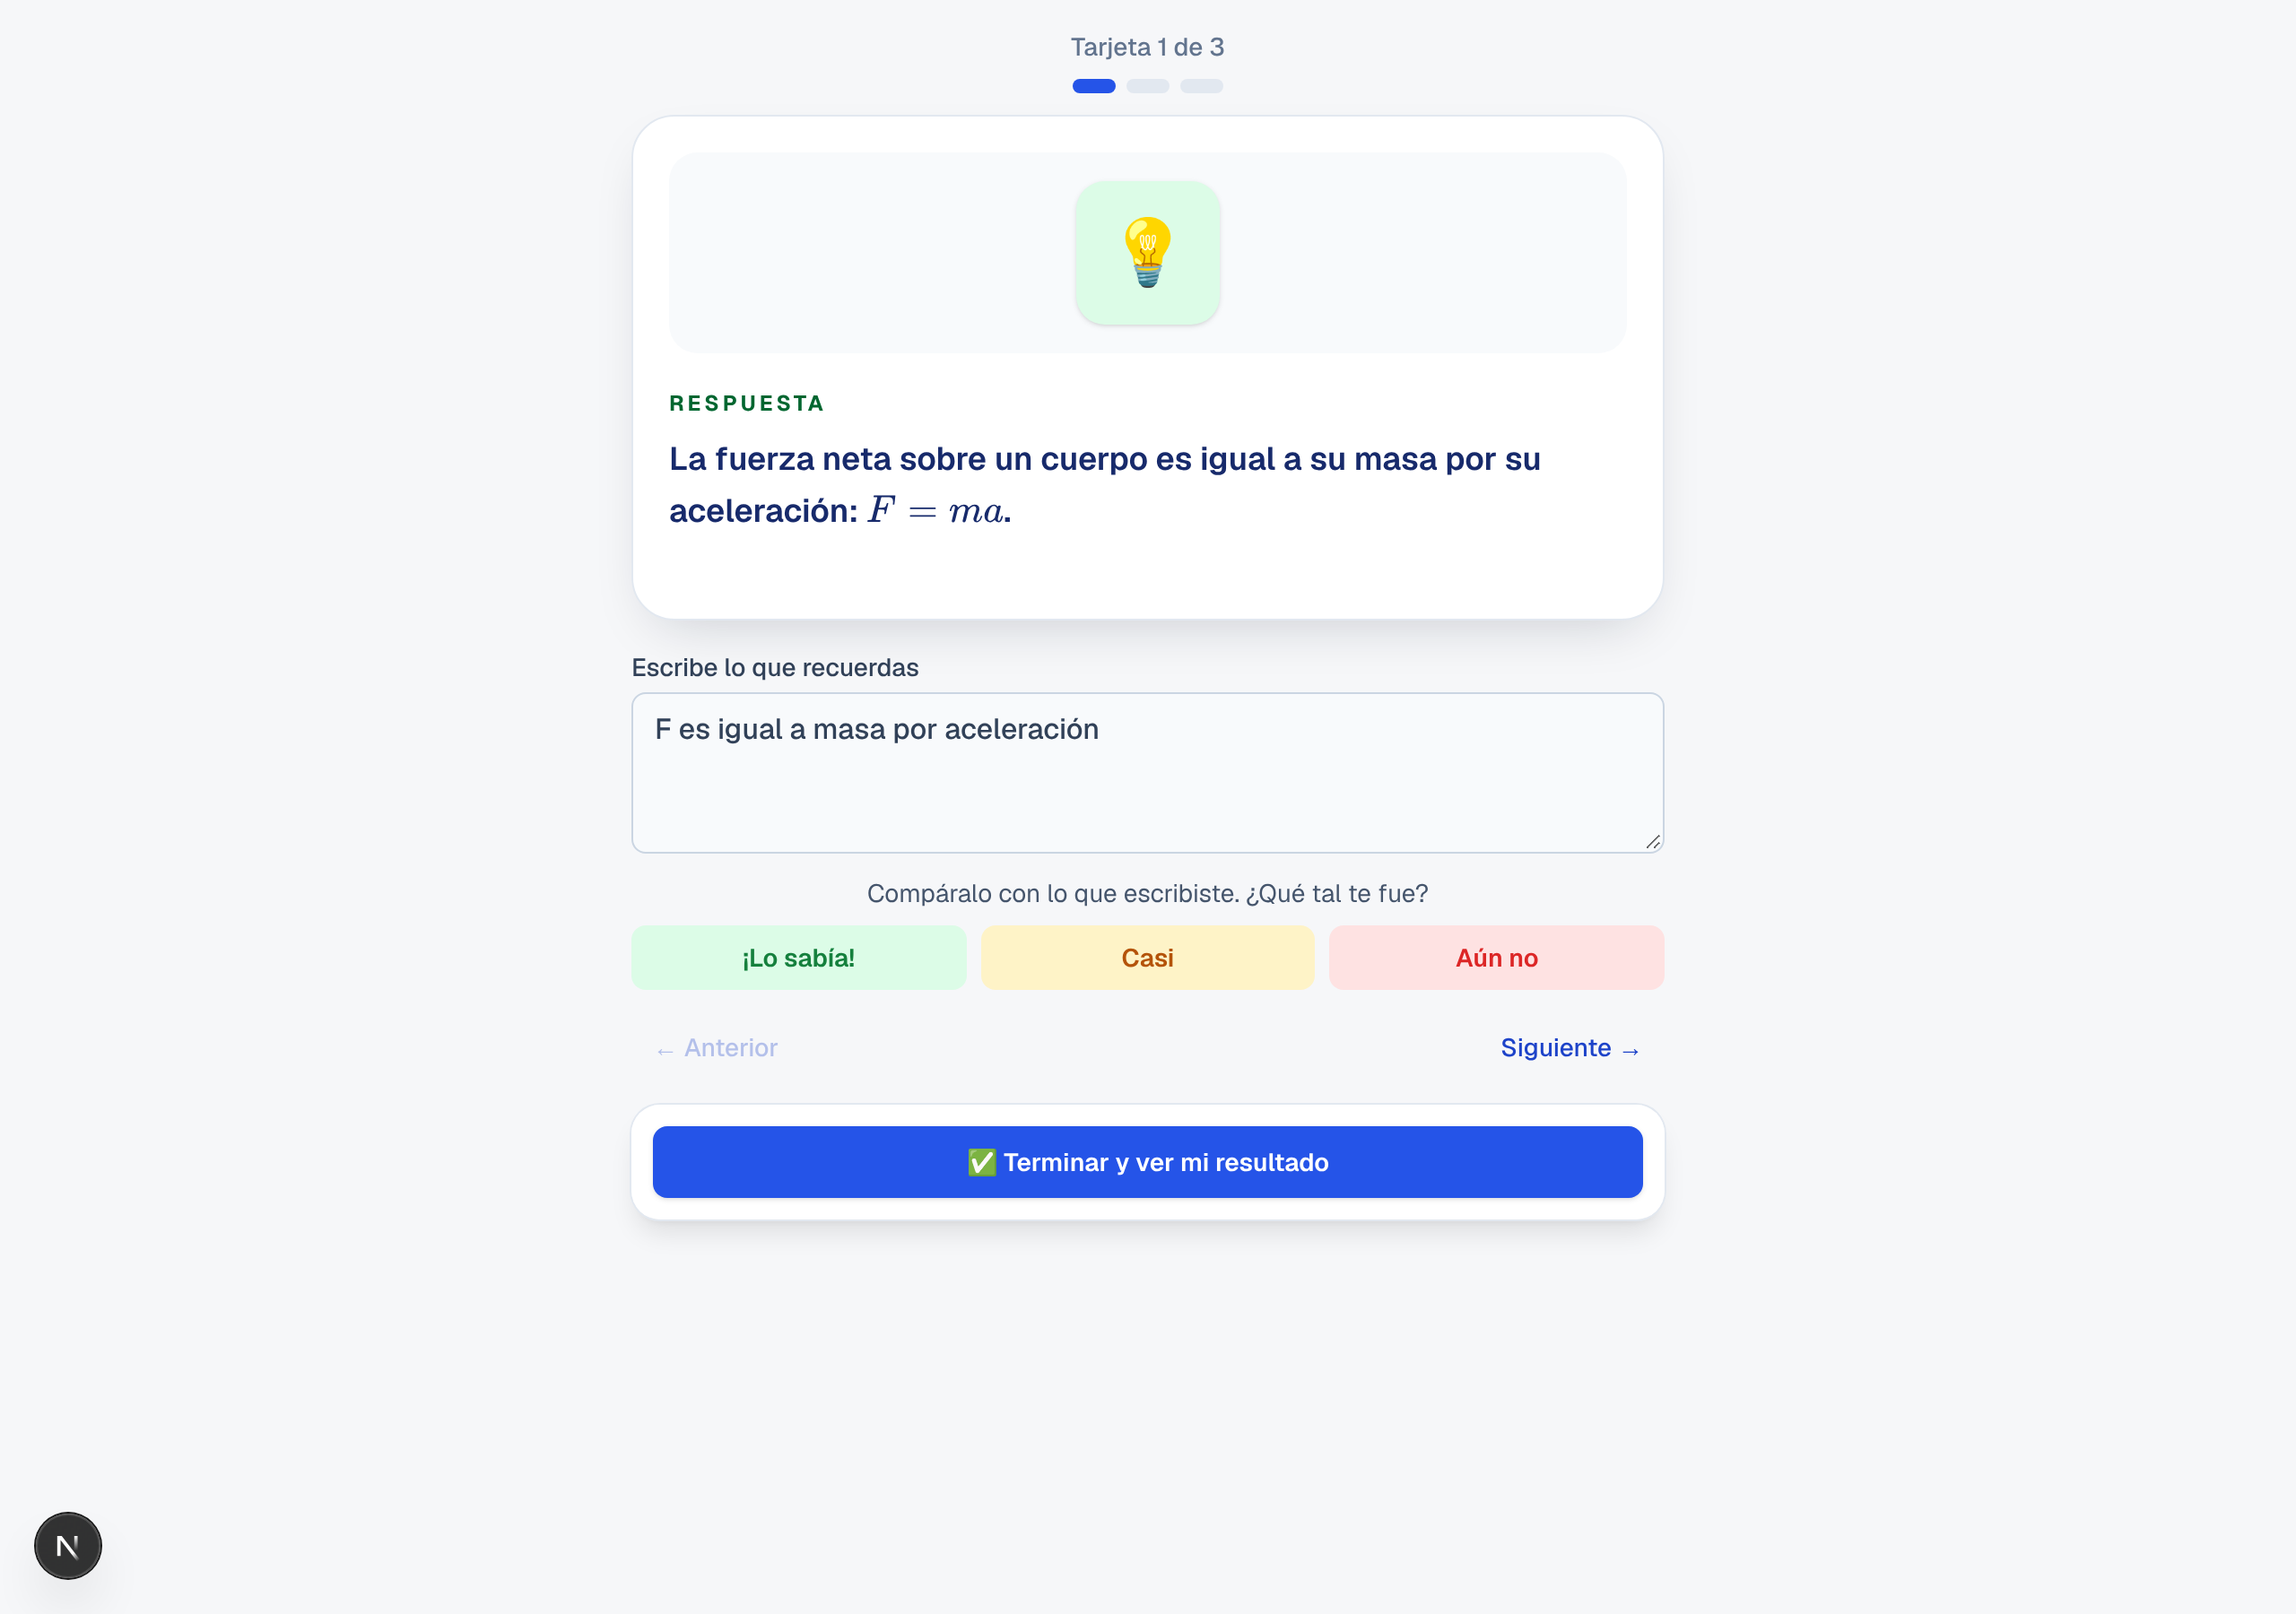 Tarjeta 1 de 3
RESPUESTA
La fuerza neta sobre un cuerpo es igual a su masa por su
aceleración: F = ma.
Escribe lo que recuerdas
F es igual a masa por aceleración
Compáralo con lo que escribiste. ¿Qué tal te fue?
¡Lo sabía! Casi Aún no
← Anterior Siguiente →
✅ Terminar y ver mi resultado
N